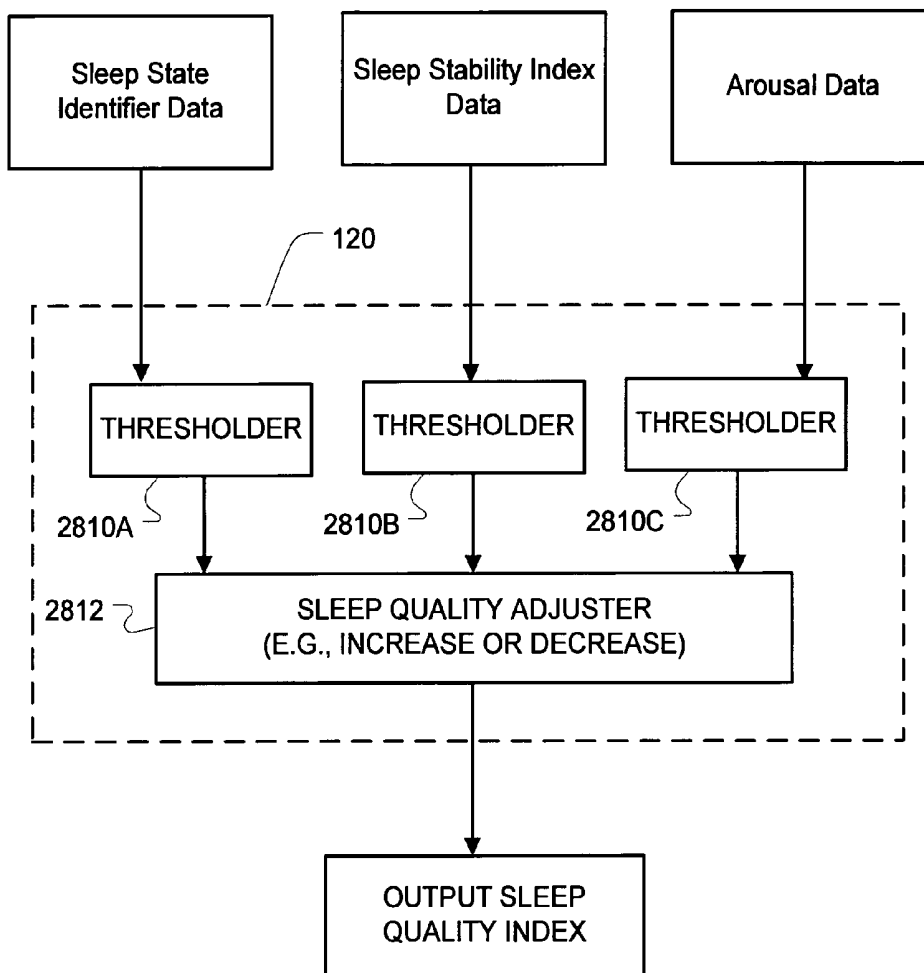 Sleep State
Identifier Data
Sleep Stability Index
Data
Arousal Data
120
THRESHOLDER
THRESHOLDER
THRESHOLDER
2810A
2810B
2810C
2812
SLEEP QUALITY ADJUSTER
(E.G., INCREASE OR DECREASE)
OUTPUT SLEEP
QUALITY INDEX